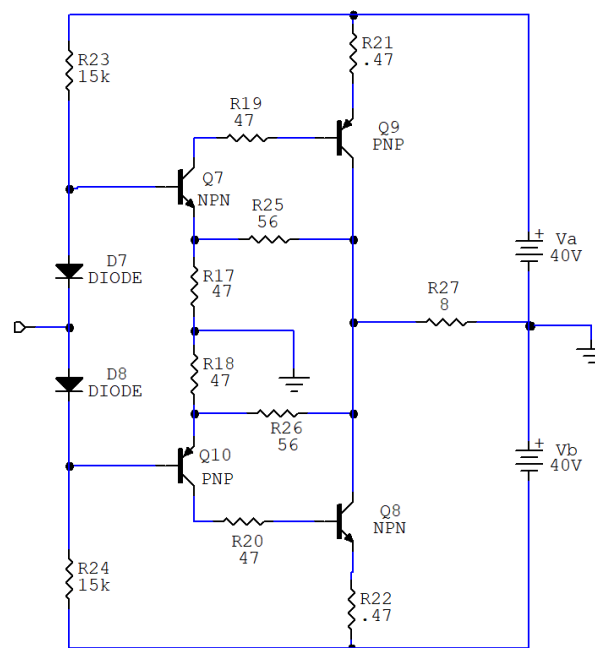 R21
.47
R23
15k
R19
47
Q9
PNP
Q7
NPN
R25
56
D7
DIODE
R17
47
+
Va
40V
R27
8
D8
DIODE
R18
47
R26
56
Q10
PNP
+
Vb
40V
Q8
NPN
R20
47
R24
15k
R22
.47